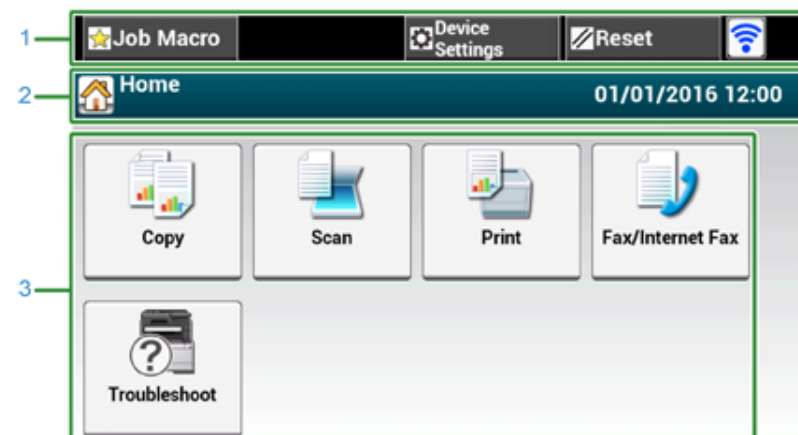 1
Job Macro
Device
Settings
Reset
2
Home
01/01/2016 12:00
3
Copy
Scan
Print
Fax/Internet Fax
Troubleshoot